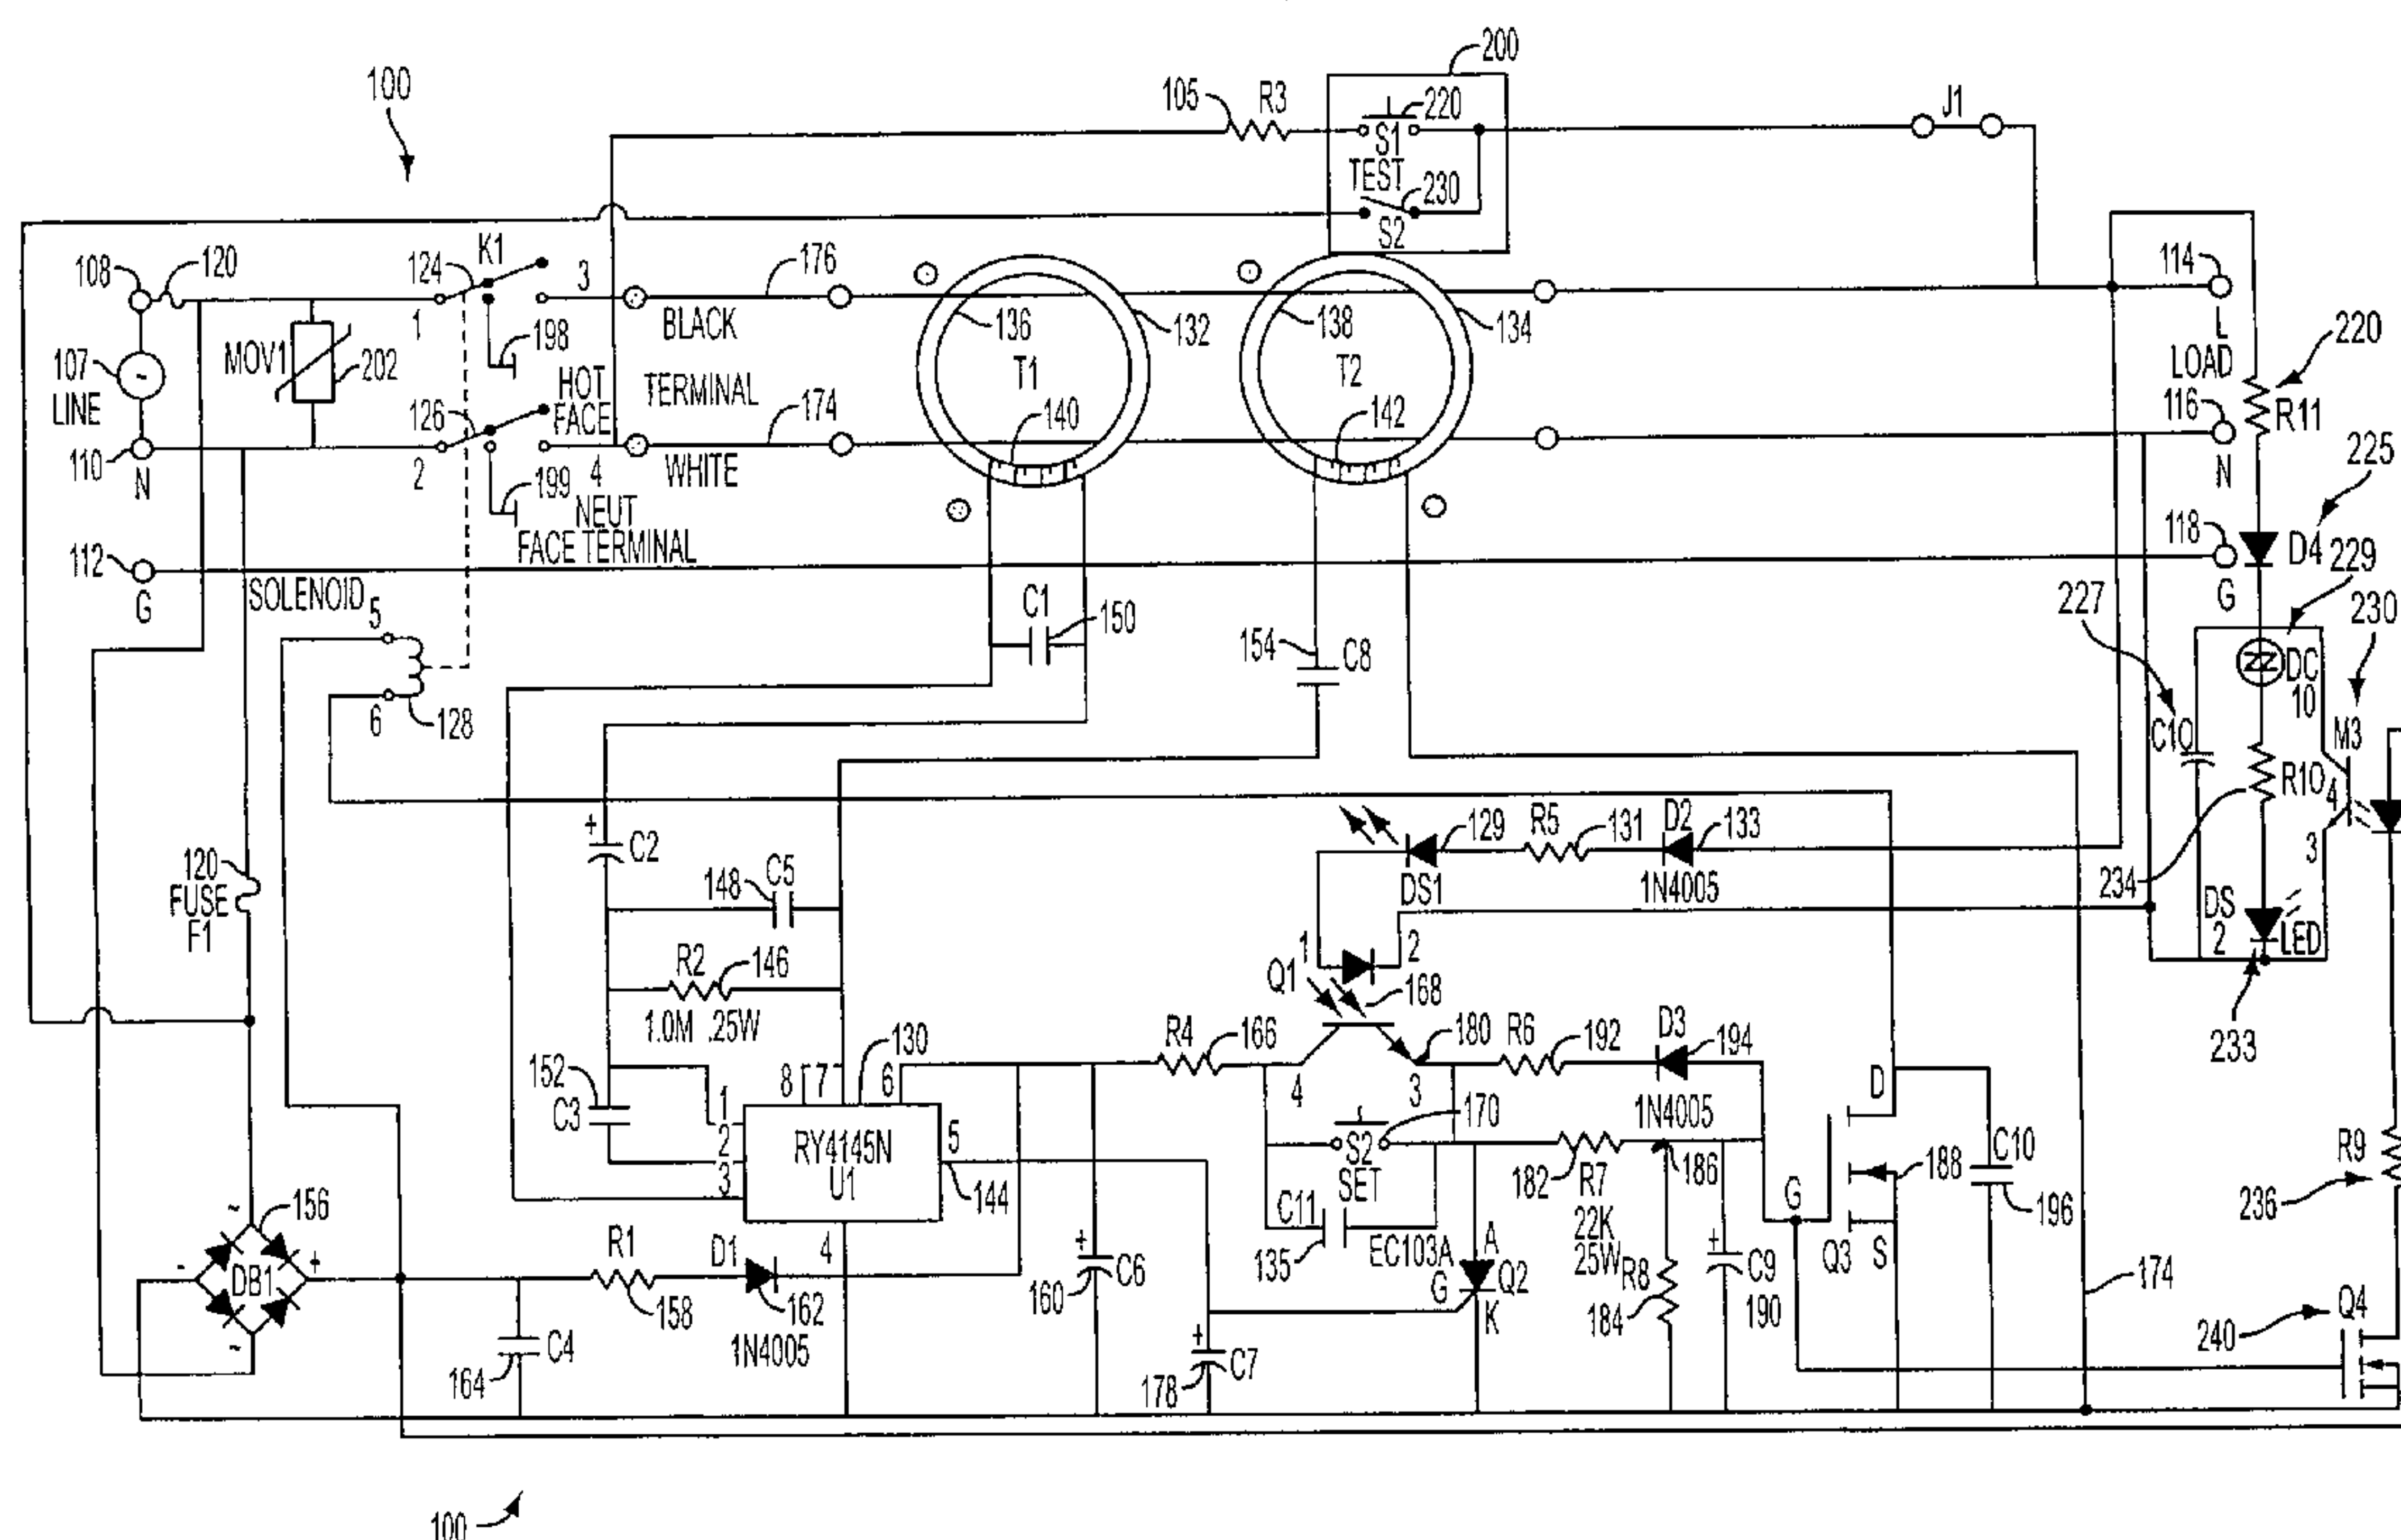 200
100
105
R3
220
S1
TEST
230
S2
J1
108
120
124
K1
3
176
BLACK
136
132
138
134
114
L
LOAD
220
107
LINE
MOV1
202
1
198
HOT
FACE
TERMINAL
T1
T2
116
R11
126
174
140
142
110
N
2
199
4
WHITE
N
225
NEUT
FACE TERMINAL
118
D4
229
112
G
SOLENOID
5
C1
150
G
227
230
154
C8
6
128
DC
10
C10
M3
R10
4
3
C2
129
R5
131
D2
133
DS1
1N4005
234
120
FUSE
F1
148
C5
DS
2
LED
R2
146
1.0M .25W
1
2
Q1
168
233
152
C3
8
7
130
6
R4
166
4
3
180
R6
192
D3
194
1N4005
D
1
2
3
RY4145N
U1
5
144
170
S2
SET
182
R7
22K
25W
186
G
188
C10
196
R9
236
156
~
-
DB1
+
~
R1
158
D1
162
1N4005
4
C11
135
EC103A
A
G
Q2
K
R8
184
+
C9
190
Q3
S
+
C6
160
174
C4
164
+
C7
178
Q4
240
100